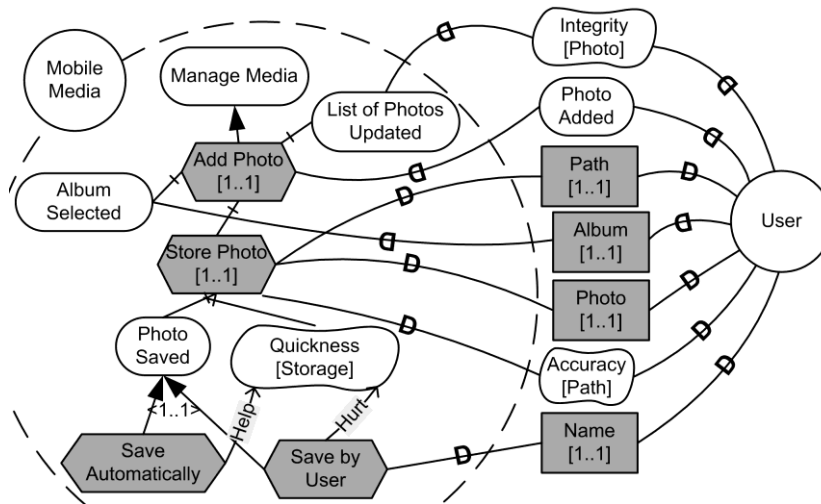 Mobile
Media
Manage Media
List of Photos
Updated
Add Photo
[1..1]
Album
Selected
Store Photo
[1..1]
Photo
Saved
Quickness
[Storage]
<1..1>
Help
Hurt
Save
Automatically
Save by
User
D
Integrity
[Photo]
D
D
Photo
Added
D
D
Path
[1..1]
D
D
Album
[1..1]
D
D
Photo
[1..1]
D
D
Accuracy
[Path]
D
D
Name
[1..1]
D
User